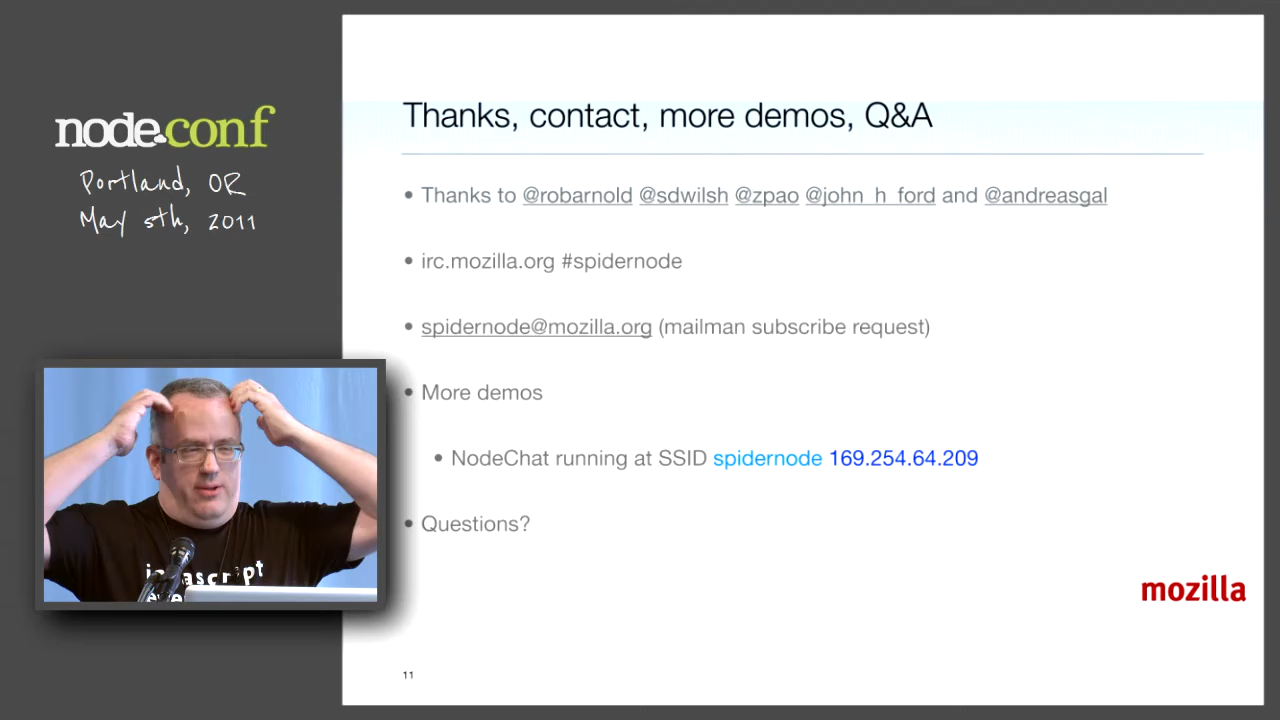 node.conf
Portland, OR
May 5th, 2011
Thanks, contact, more demos, Q&A
• Thanks to @robarnold @sdwilsh @zpao @john_h_ford and @andreasgal
• irc.mozilla.org #spidernode
• spidernode@mozilla.org (mailman subscribe request)
• More demos
• NodeChat running at SSID spidernode 169.254.64.209
• Questions?
javascript
mozilla
11